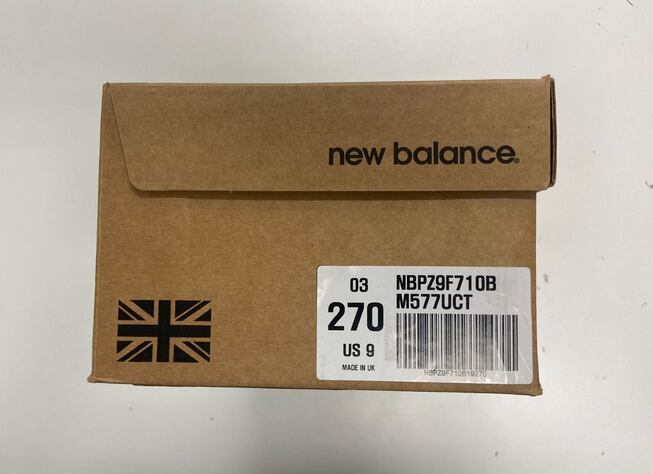 new balance
03
270
US 9
MADE IN UK
NBPZ9F710B
M577UCT
NBPZ9F710B19270